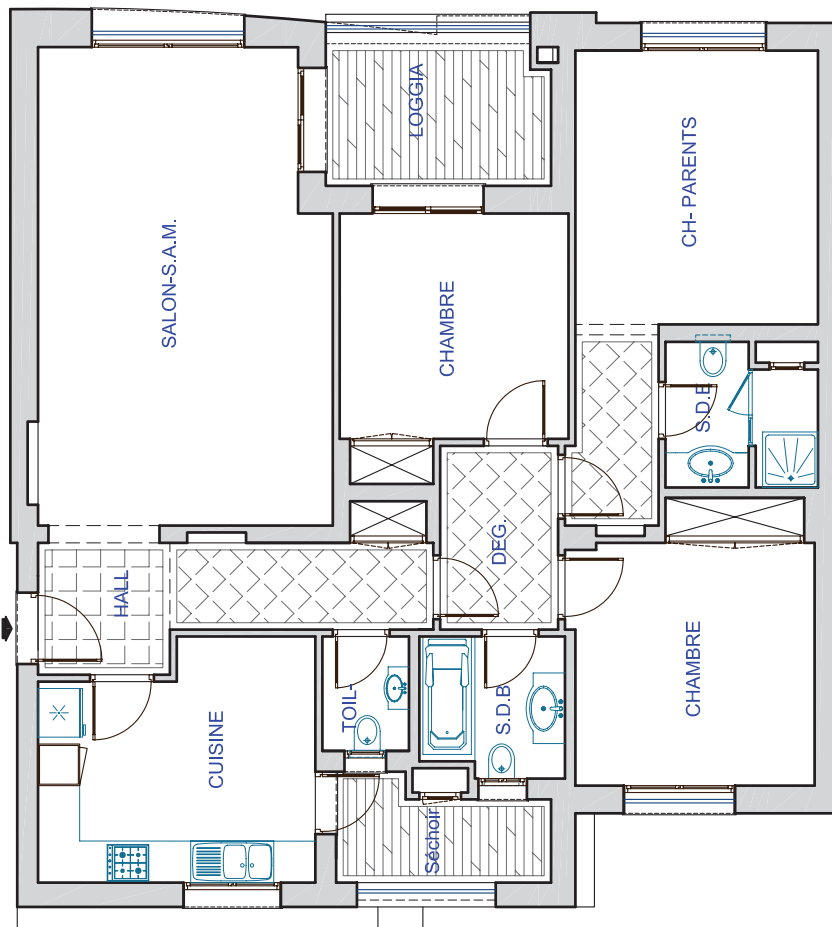 LOGGIA
SALON-S.A.M.
CH- PARENTS
CHAMBRE
S.D.E
DEG.
HALL
CHAMBRE
TOIL-
S.D.B
CUISINE
Séchoir